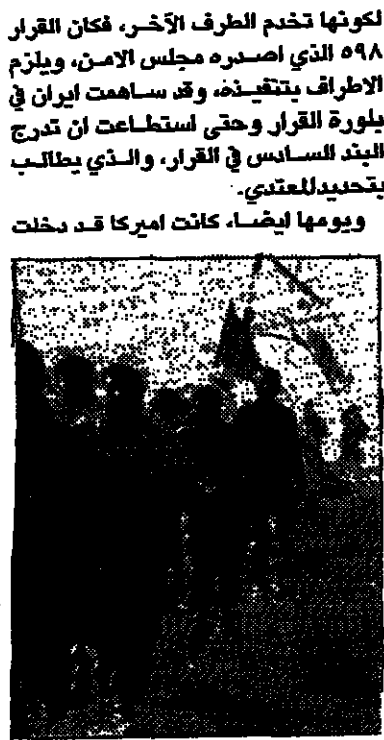 لكونها تخدم الطرف الآخر، فكان القرار
٥٩٨ الذي اصدره مجلس الامن، ويلزم
الاطراف بتنفيذه، وقد ساهمت ايران في
بلورة القرار وحتى استطاعت ان تدرج
البند السادس في القرار، والذي يطالب
بتحديد المعتدي.
ويومها ايضا، كانت اميركا قد دخلت